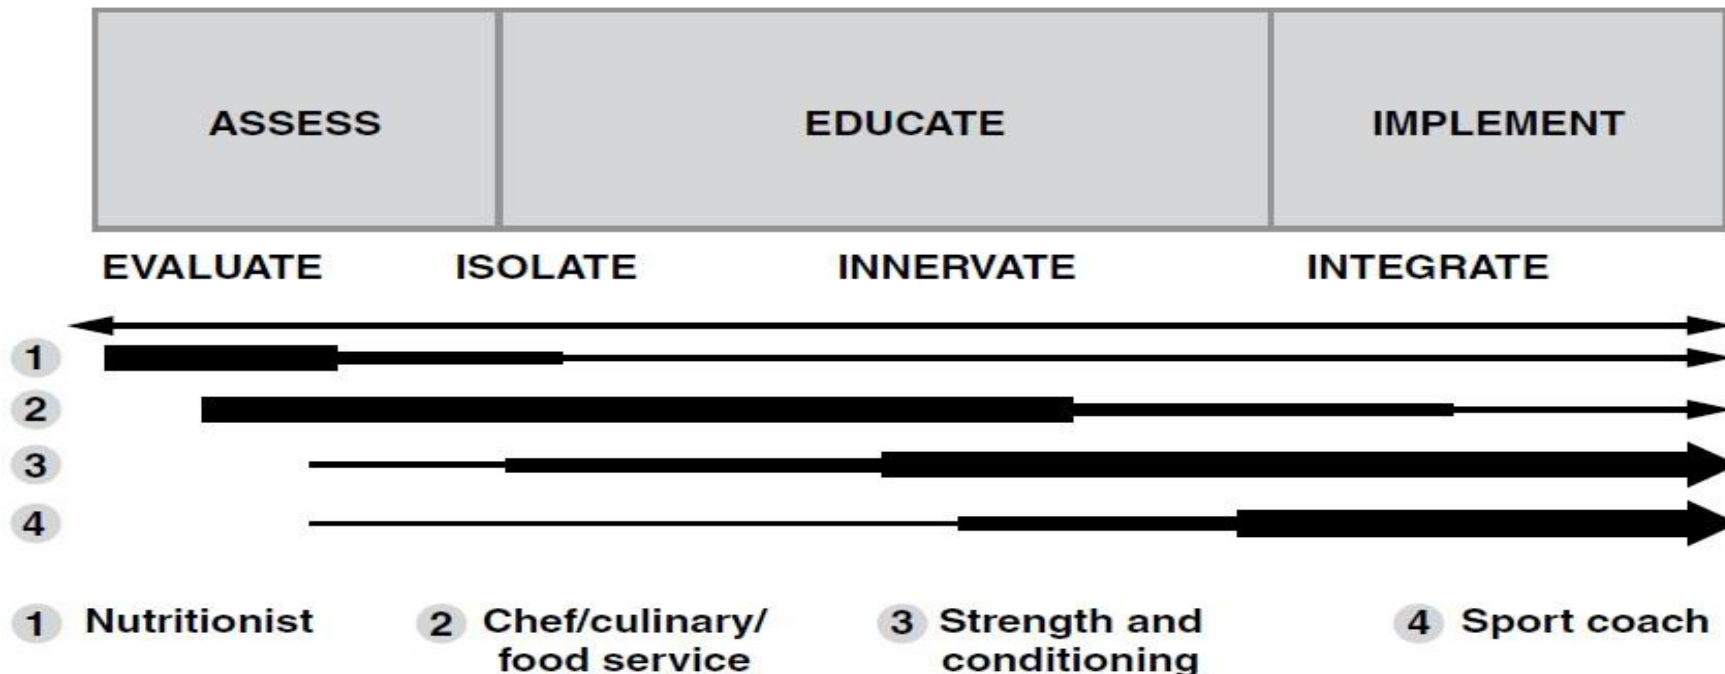 ASSESS EDUCATE IMPLEMENT
EVALUATE ISOLATE INNERVATE INTEGRATE
1
2
3
4
1 Nutritionist 2 Chef/culinary/ 3 Strength and 4 Sport coach
food service conditioning